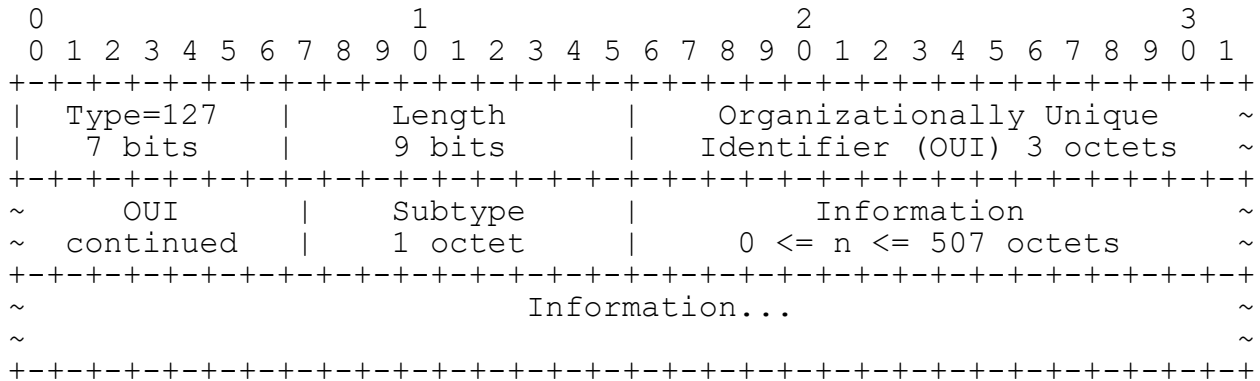 0                   1                   2                   3
 0 1 2 3 4 5 6 7 8 9 0 1 2 3 4 5 6 7 8 9 0 1 2 3 4 5 6 7 8 9 0 1
+-+-+-+-+-+-+-+-+-+-+-+-+-+-+-+-+-+-+-+-+-+-+-+-+-+-+-+-+-+-+-+-+
|  Type=127   |     Length      |    Organizationally Unique    ~
|   7 bits    |     9 bits      |   Identifier (OUI) 3 octets   ~
+-+-+-+-+-+-+-+-+-+-+-+-+-+-+-+-+-+-+-+-+-+-+-+-+-+-+-+-+-+-+-+-+
~     OUI       |    Subtype    |         Information           ~
~  continued    |    1 octet    |     0 <= n <= 507 octets      ~
+-+-+-+-+-+-+-+-+-+-+-+-+-+-+-+-+-+-+-+-+-+-+-+-+-+-+-+-+-+-+-+-+
~                          Information...                       ~
~                                                               ~
+-+-+-+-+-+-+-+-+-+-+-+-+-+-+-+-+-+-+-+-+-+-+-+-+-+-+-+-+-+-+-+-+